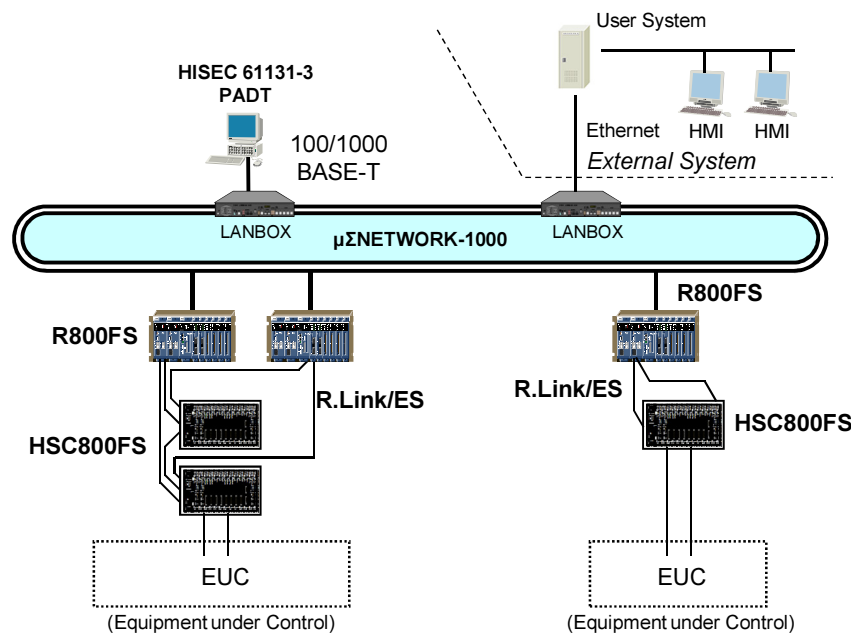 User System
HISEC 61131-3
PADT
100/1000
BASE-T
Ethernet
HMI
HMI
External System
LANBOX
LANBOX
μΣNETWORK-1000
R800FS
R800FS
R.Link/ES
R.Link/ES
HSC800FS
HSC800FS
EUC
EUC
(Equipment under Control)
(Equipment under Control)